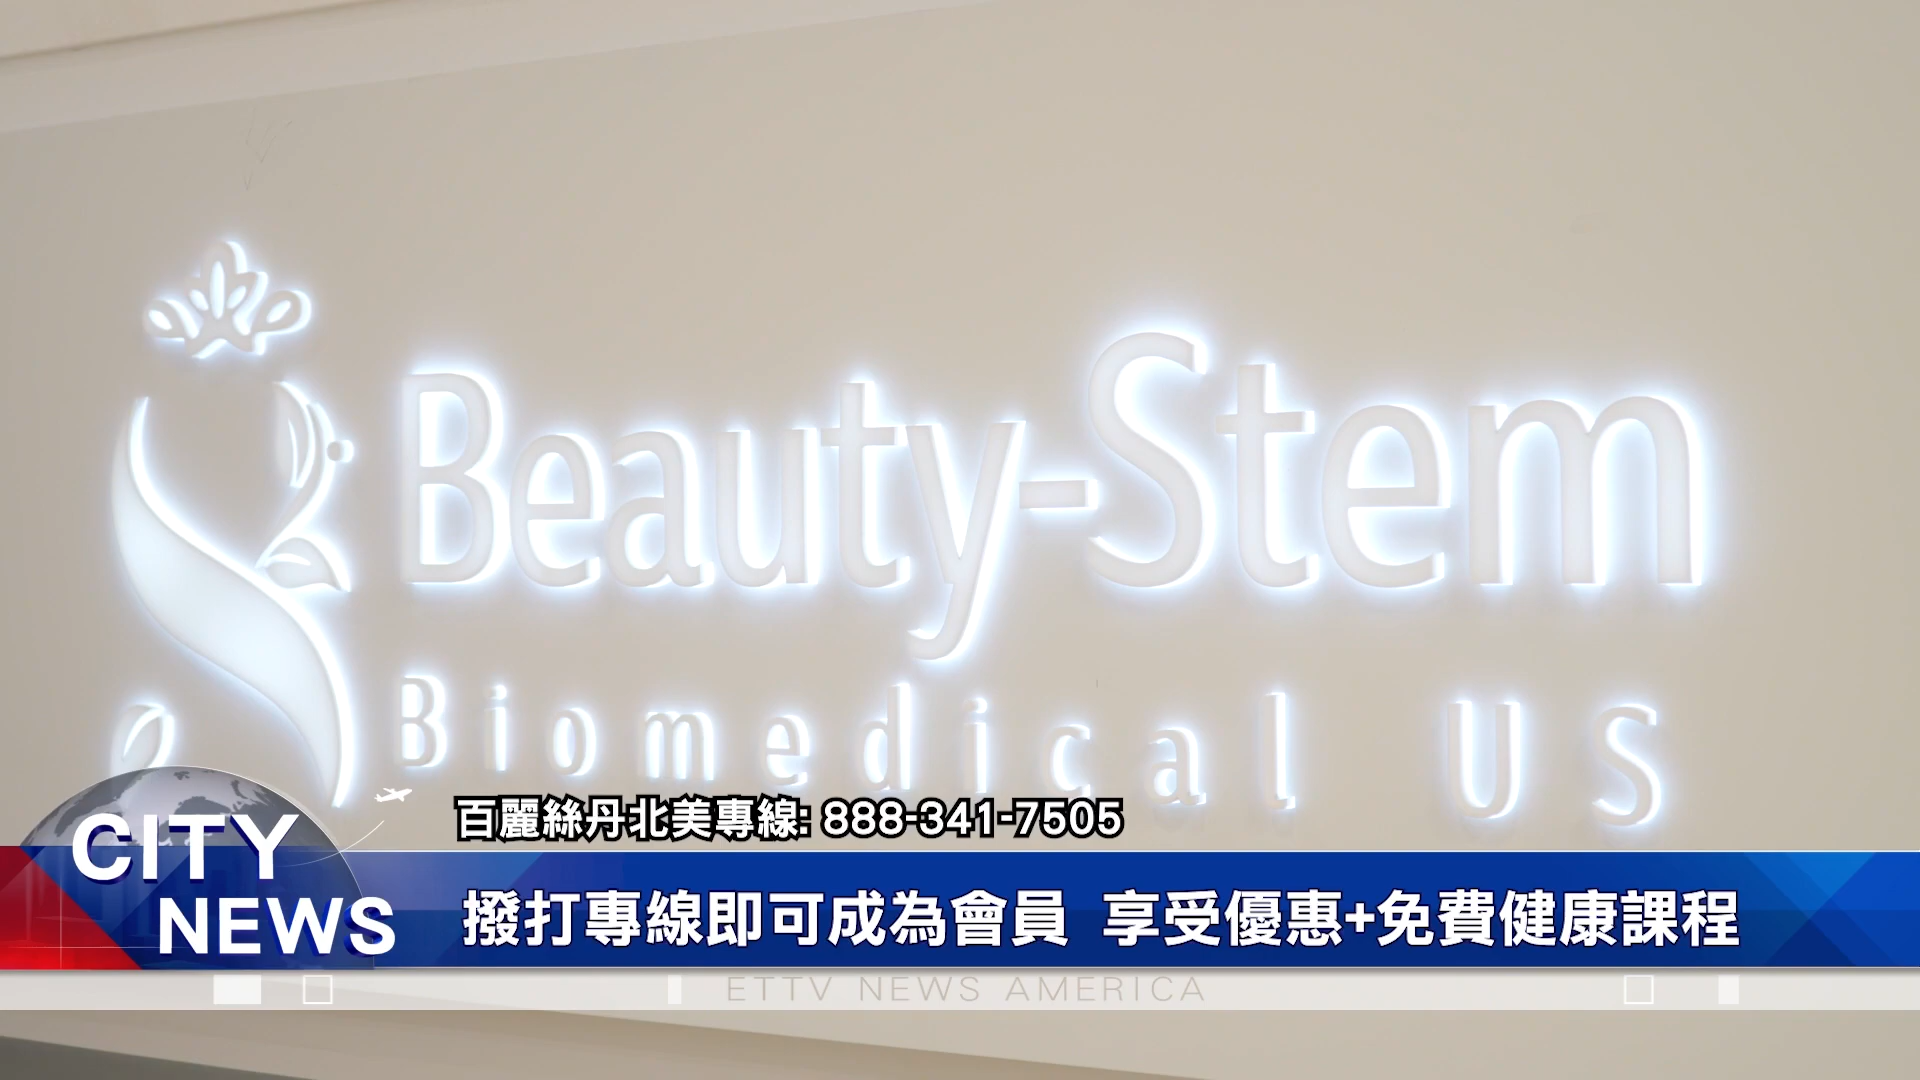 Beauty-Stem
Biomedical US
百麗絲丹北美專線: 888-341-7505
CITY
NEWS
撥打專線即可成為會員 享受優惠+免費健康課程
ETTV NEWS AMERICA